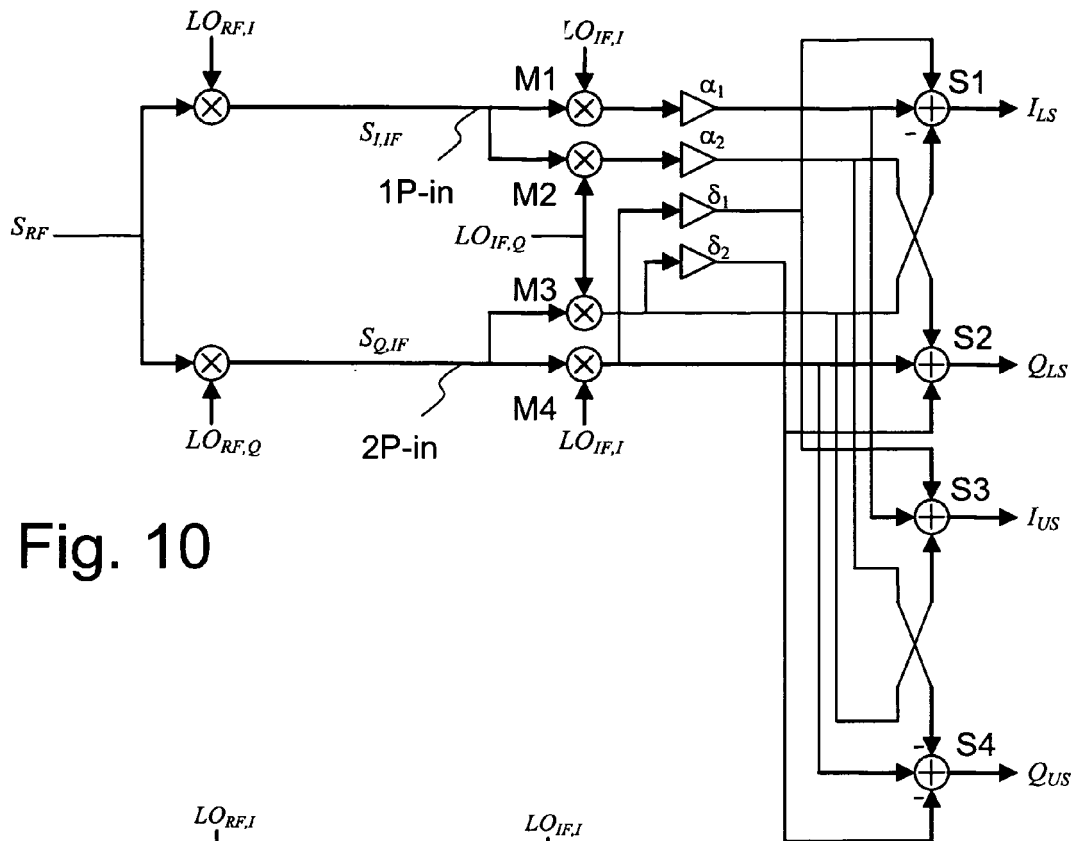 LO_RF,I
LO_IF,I
M1
α₁
S1
I_LS
S_I,IF
α₂
1P-in
M2
δ₁
S_RF
LO_IF,Q
δ₂
M3
S_Q,IF
S2
Q_LS
M4
LO_RF,Q
2P-in
LO_IF,I
S3
I_US
Fig. 10
S4
Q_US
LO_RF,I
LO_IF,I